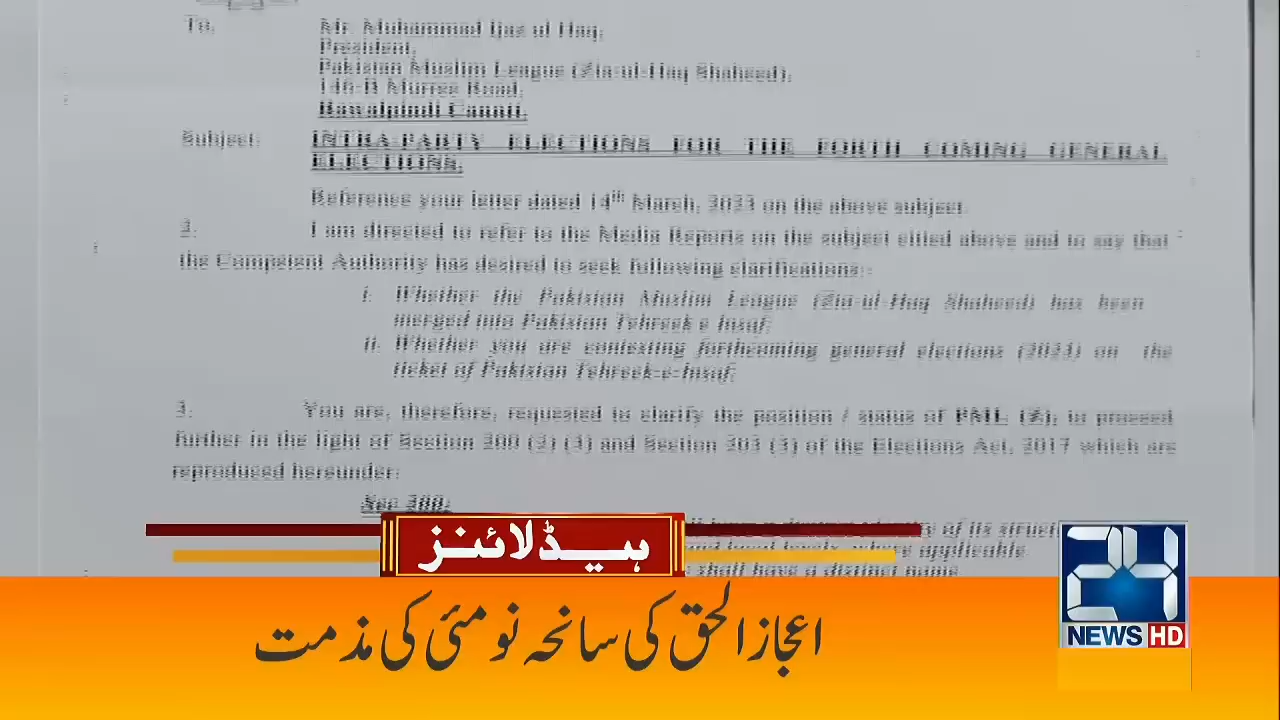 To,
Mr. Muhammad Ijaz ul Haq,
President,
Pakistan Muslim League (Zia-ul-Haq Shaheed),
Murree Road,
Rawalpindi Cantt.
Subject:
INTRA-PARTY ELECTIONS FOR THE FORTH COMING GENERAL
ELECTIONS.
Reference your letter dated 14th March, 2023 on the above subject.
2. I am directed to refer to the Media Reports on the subject cited above and to say that
the Competent Authority has desired to seek following clarifications:-
i. Whether the Pakistan Muslim League (Zia-ul-Haq Shaheed) has been
merged into Pakistan Tehreek-e-Insaf;
ii. Whether you are contesting forthcoming general elections (2023) on the
ticket of Pakistan Tehreek-e-Insaf;
3. You are, therefore, requested to clarify the position / status of PML (Z), to proceed
further in the light of Section 200 (2) (3) and Section 203 (3) of the Elections Act, 2017 which are
reproduced hereunder:
Sec 200:
of its
applicable
shall have a distinct name
ہیڈلائنز
اعجازالحق کی سانحہ نومئی کی مذمت
24
NEWS HD